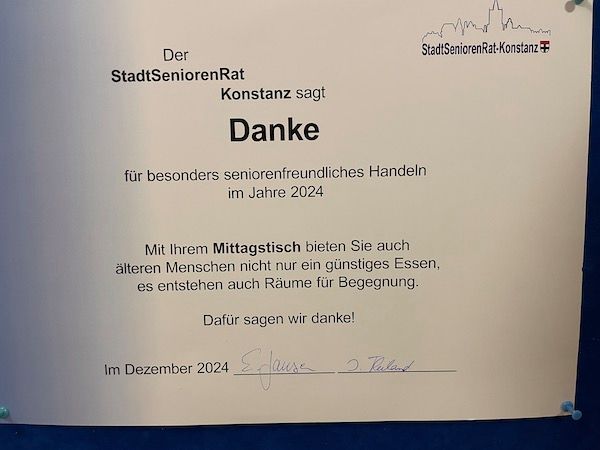 StadtSeniorenRat-Konstanz
Der
StadtSeniorenRat
Konstanz sagt
Danke
für besonders seniorenfreundliches Handeln
im Jahre 2024
Mit Ihrem Mittagstisch bieten Sie auch
älteren Menschen nicht nur ein günstiges Essen,
es entstehen auch Räume für Begegnung.
Dafür sagen wir danke!
Im Dezember 2024